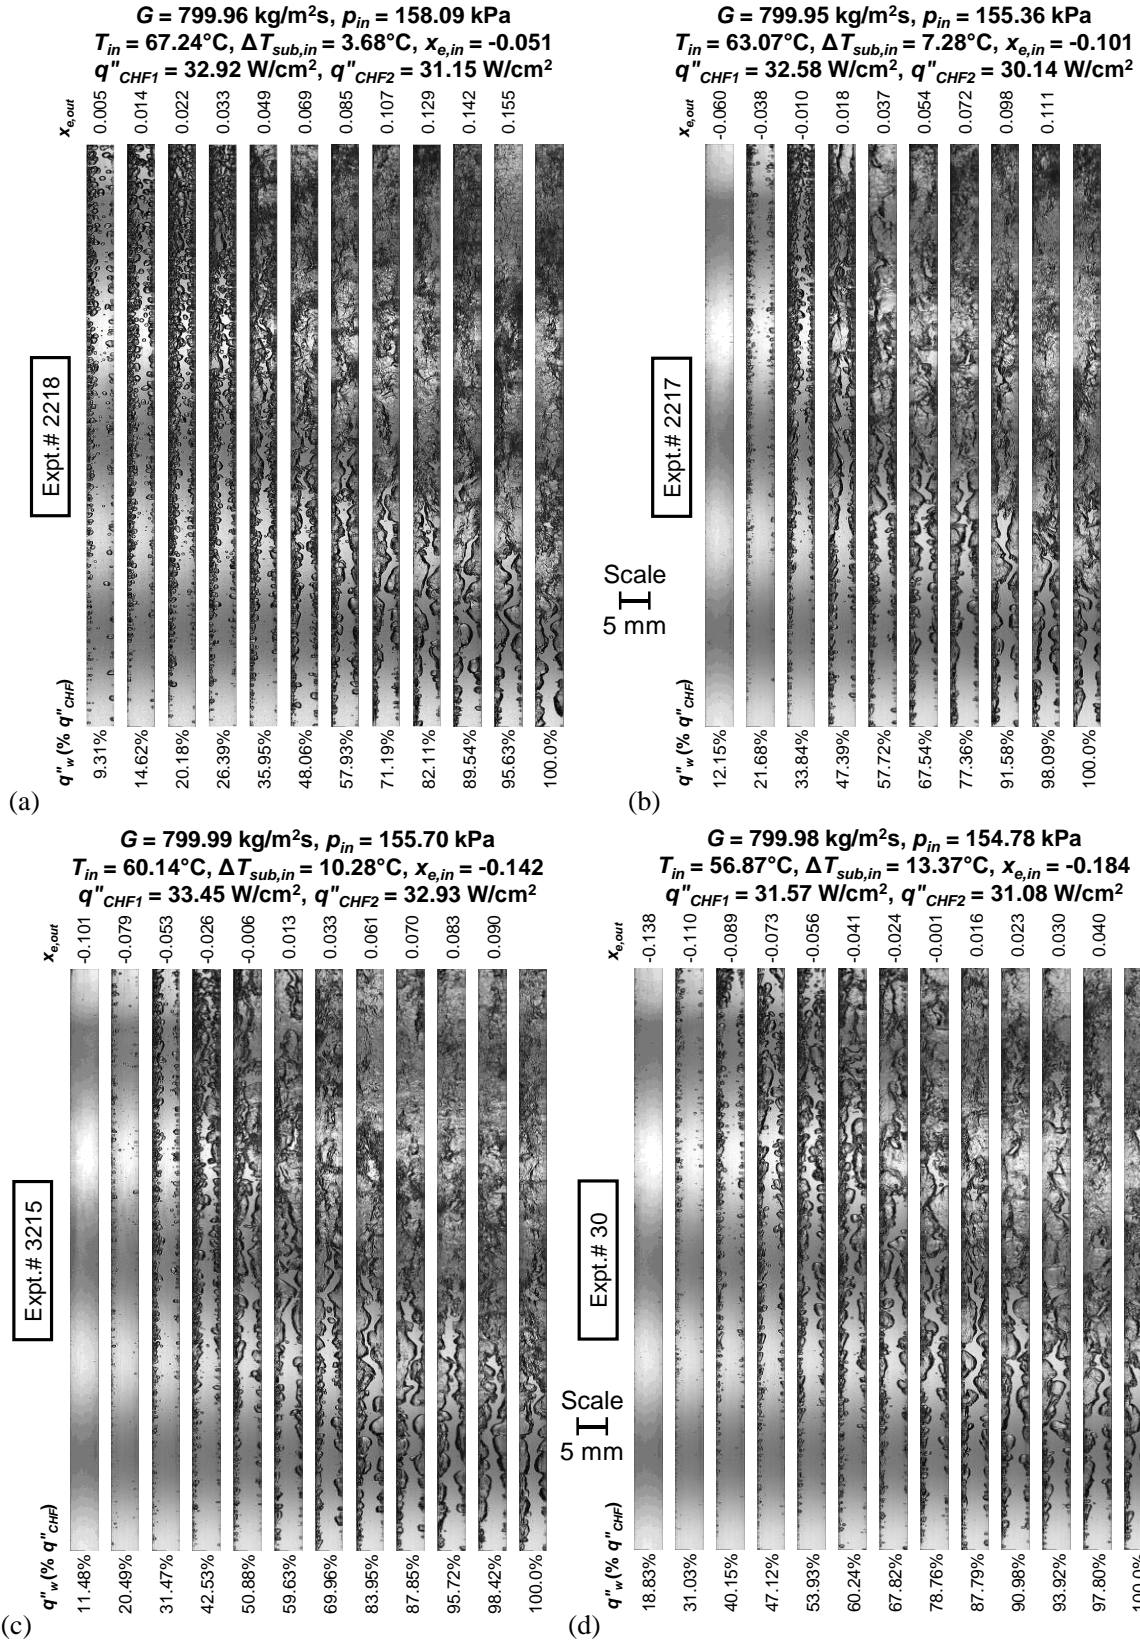 G = 799.96 kg/m²s, p_in = 158.09 kPa
T_in = 67.24°C, ΔT_sub,in = 3.68°C, x_e,in = -0.051
q"_CHF1 = 32.92 W/cm², q"_CHF2 = 31.15 W/cm²
x_e,out
0.005
0.014
0.022
0.033
0.049
0.069
0.085
0.107
0.129
0.142
0.155
Expt.# 2218
q"_w (% q"_CHF)
9.31%
14.62%
20.18%
26.39%
35.95%
48.06%
57.93%
71.19%
82.11%
89.54%
95.63%
100.0%
(a)
G = 799.95 kg/m²s, p_in = 155.36 kPa
T_in = 63.07°C, ΔT_sub,in = 7.28°C, x_e,in = -0.101
q"_CHF1 = 32.58 W/cm², q"_CHF2 = 30.14 W/cm²
x_e,out
-0.060
-0.038
-0.010
0.018
0.037
0.054
0.072
0.098
0.111
Expt.# 2217
Scale
5 mm
q"_w (% q"_CHF)
12.15%
21.68%
33.84%
47.39%
57.72%
67.54%
77.36%
91.58%
98.09%
100.0%
(b)
G = 799.99 kg/m²s, p_in = 155.70 kPa
T_in = 60.14°C, ΔT_sub,in = 10.28°C, x_e,in = -0.142
q"_CHF1 = 33.45 W/cm², q"_CHF2 = 32.93 W/cm²
x_e,out
-0.101
-0.079
-0.053
-0.026
-0.006
0.013
0.033
0.061
0.070
0.083
0.090
Expt.# 3215
q"_w (% q"_CHF)
11.48%
20.49%
31.47%
42.53%
50.88%
59.63%
69.96%
83.95%
87.85%
95.72%
98.42%
100.0%
(c)
G = 799.98 kg/m²s, p_in = 154.78 kPa
T_in = 56.87°C, ΔT_sub,in = 13.37°C, x_e,in = -0.184
q"_CHF1 = 31.57 W/cm², q"_CHF2 = 31.08 W/cm²
x_e,out
-0.138
-0.110
-0.089
-0.073
-0.056
-0.041
-0.024
-0.001
0.016
0.023
0.030
0.040
Expt.# 30
Scale
5 mm
q"_w (% q"_CHF)
18.83%
31.03%
40.15%
47.12%
53.93%
60.24%
67.82%
78.76%
87.79%
90.98%
93.92%
97.80%
100.0%
(d)